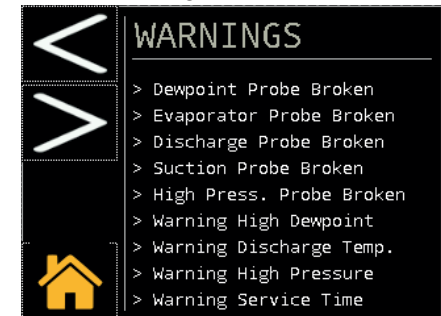 WARNINGS
> Dewpoint Probe Broken
> Evaporator Probe Broken
> Discharge Probe Broken
> Suction Probe Broken
> High Press. Probe Broken
> Warning High Dewpoint
> Warning Discharge Temp.
> Warning High Pressure
> Warning Service Time